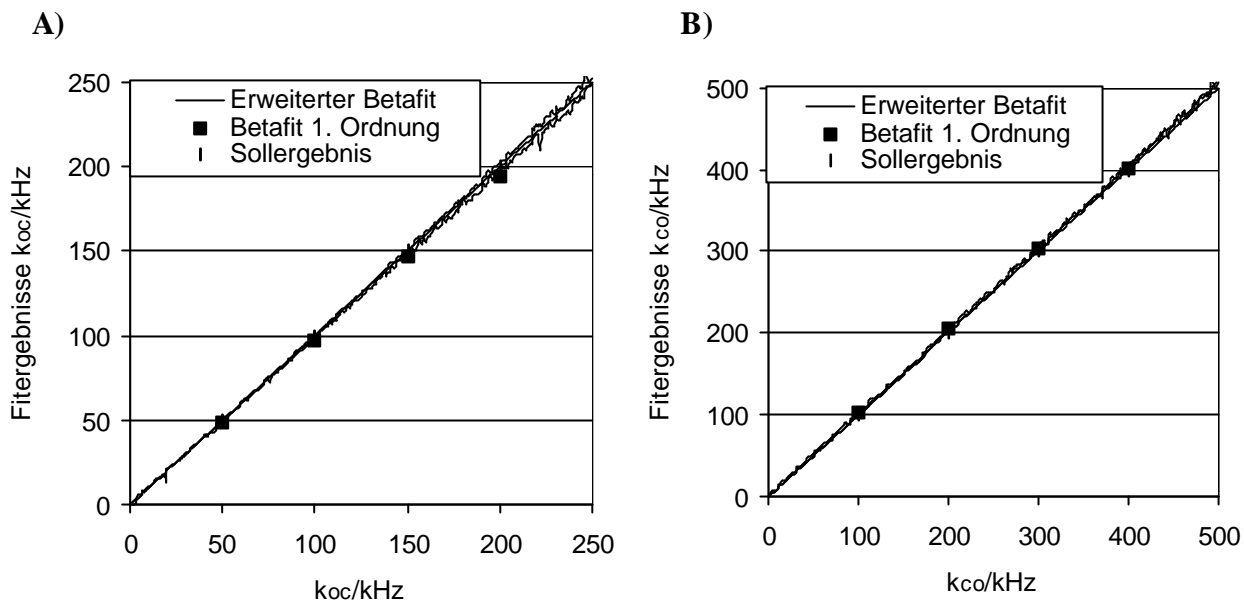 A)
Fitergebnisse koc/kHz
250
200
150
100
50
0
Erweiterter Betafit
Betafit 1. Ordnung
Sollergebnis
0 50 100 150 200 250
koc/kHz
B)
Fitergebnisse kco/kHz
500
400
300
200
100
0
Erweiterter Betafit
Betafit 1. Ordnung
Sollergebnis
0 100 200 300 400 500
kco/kHz